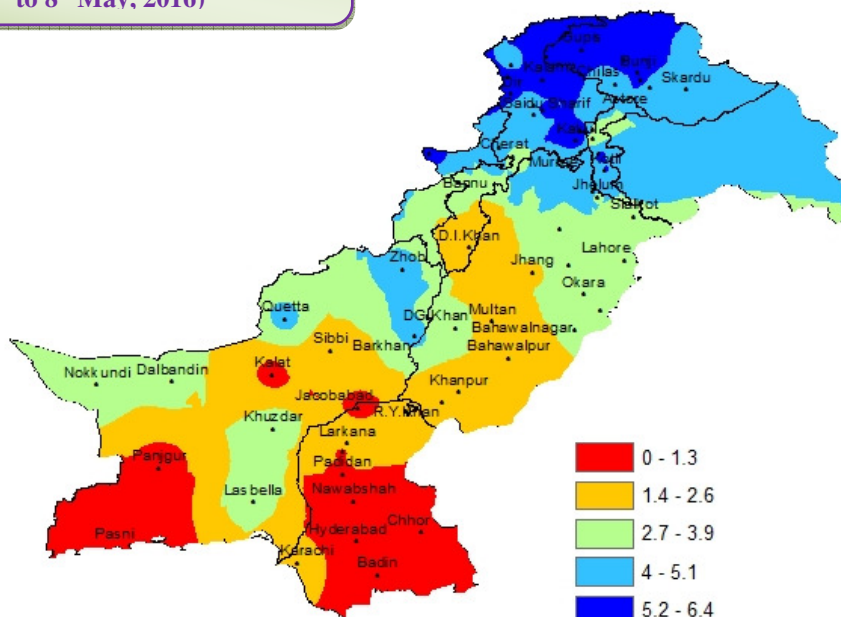 to 8 May, 2016)
Gupis
Kalam
Chilas
Bunji
Skardu
Dir
Saidu Sharif
Astore
Kakul
Cherat
Murree
Kotli
Bannu
Jhelum
Sialkot
D.I.Khan
Zhob
Jhang
Lahore
Okara
Quetta
DG Khan
Multan
Bahawalnagar
Sibbi
Barkhan
Bahawalpur
Nokkundi
Dalbandin
Kalat
Khanpur
Jacobabad
R.Y.Khan
Khuzdar
Larkana
Panjgur
Padidan
Lasbella
Nawabshah
Pasni
Hyderabad
Chhor
Karachi
Badin
0 - 1.3
1.4 - 2.6
2.7 - 3.9
4 - 5.1
5.2 - 6.4